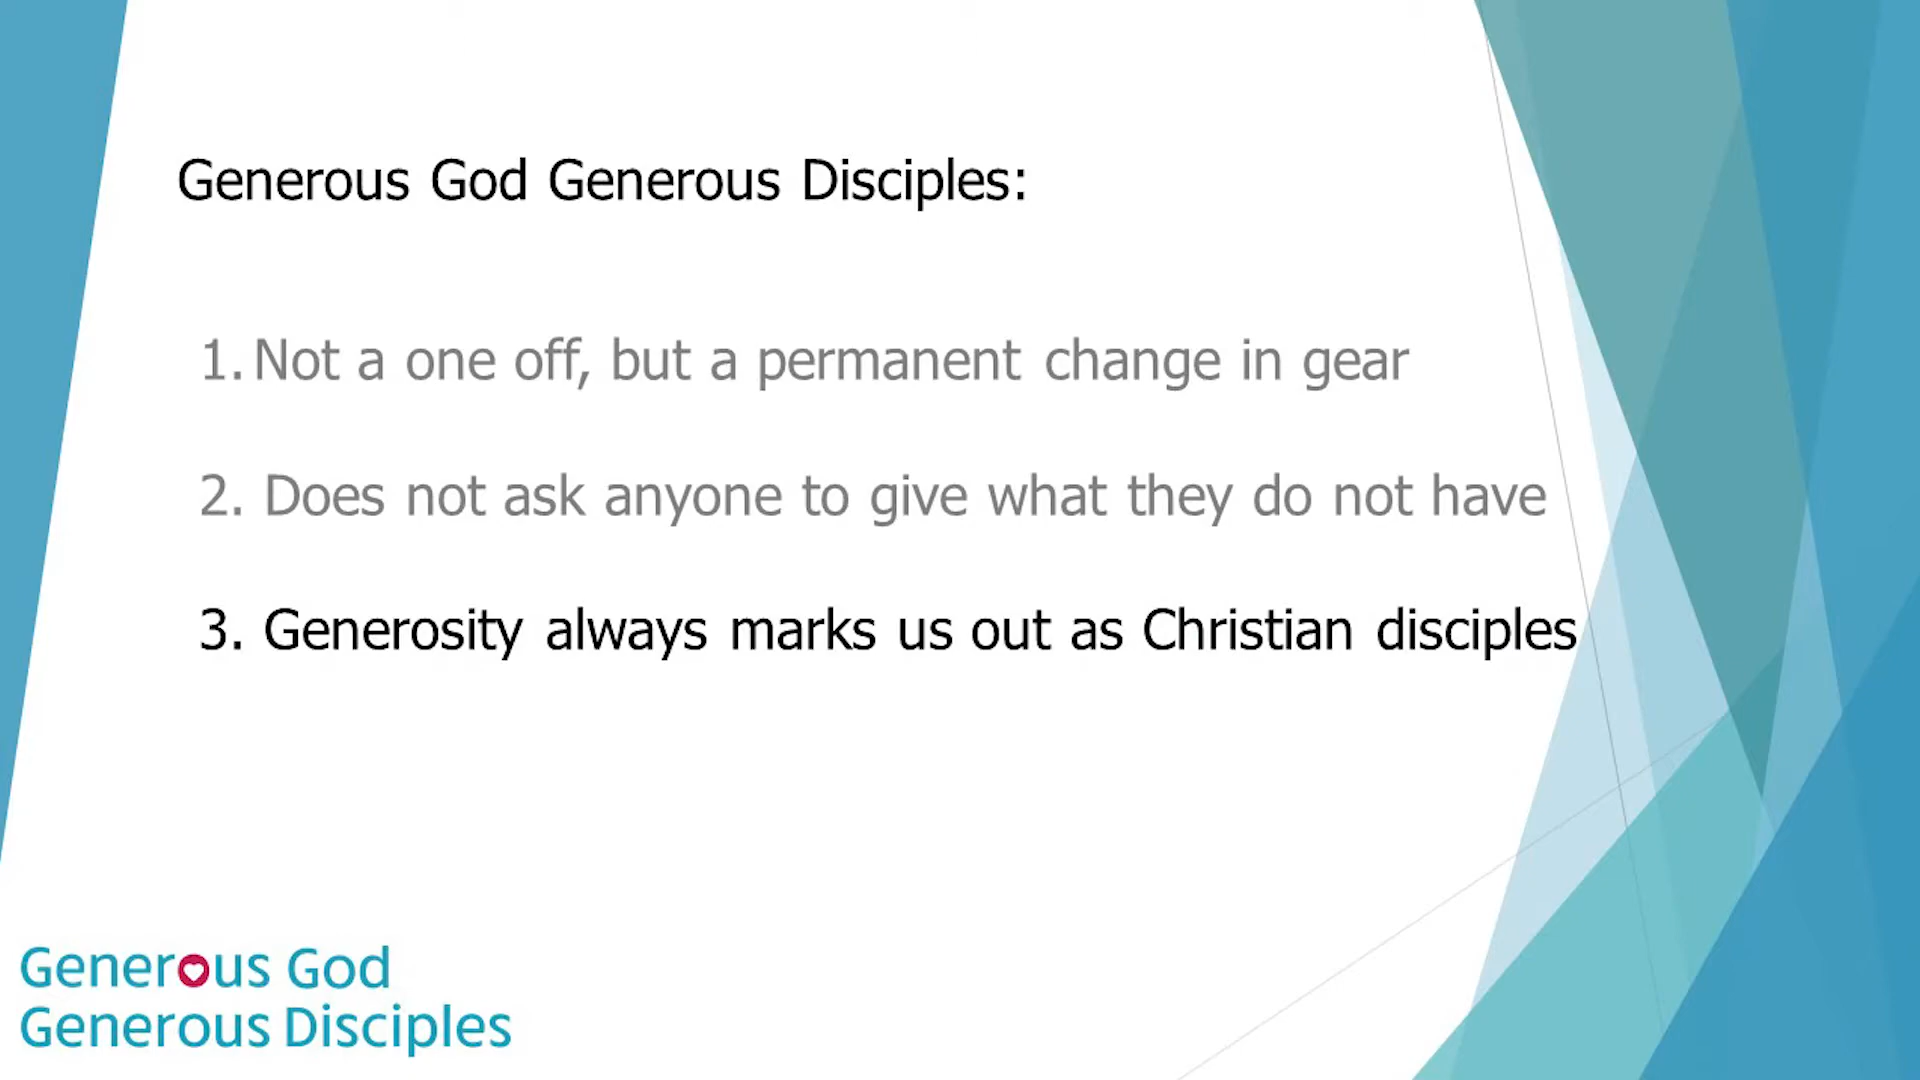 Generous God Generous Disciples:
1. Not a one off, but a permanent change in gear
2. Does not ask anyone to give what they do not have
3. Generosity always marks us out as Christian disciples
Generous God
Generous Disciples